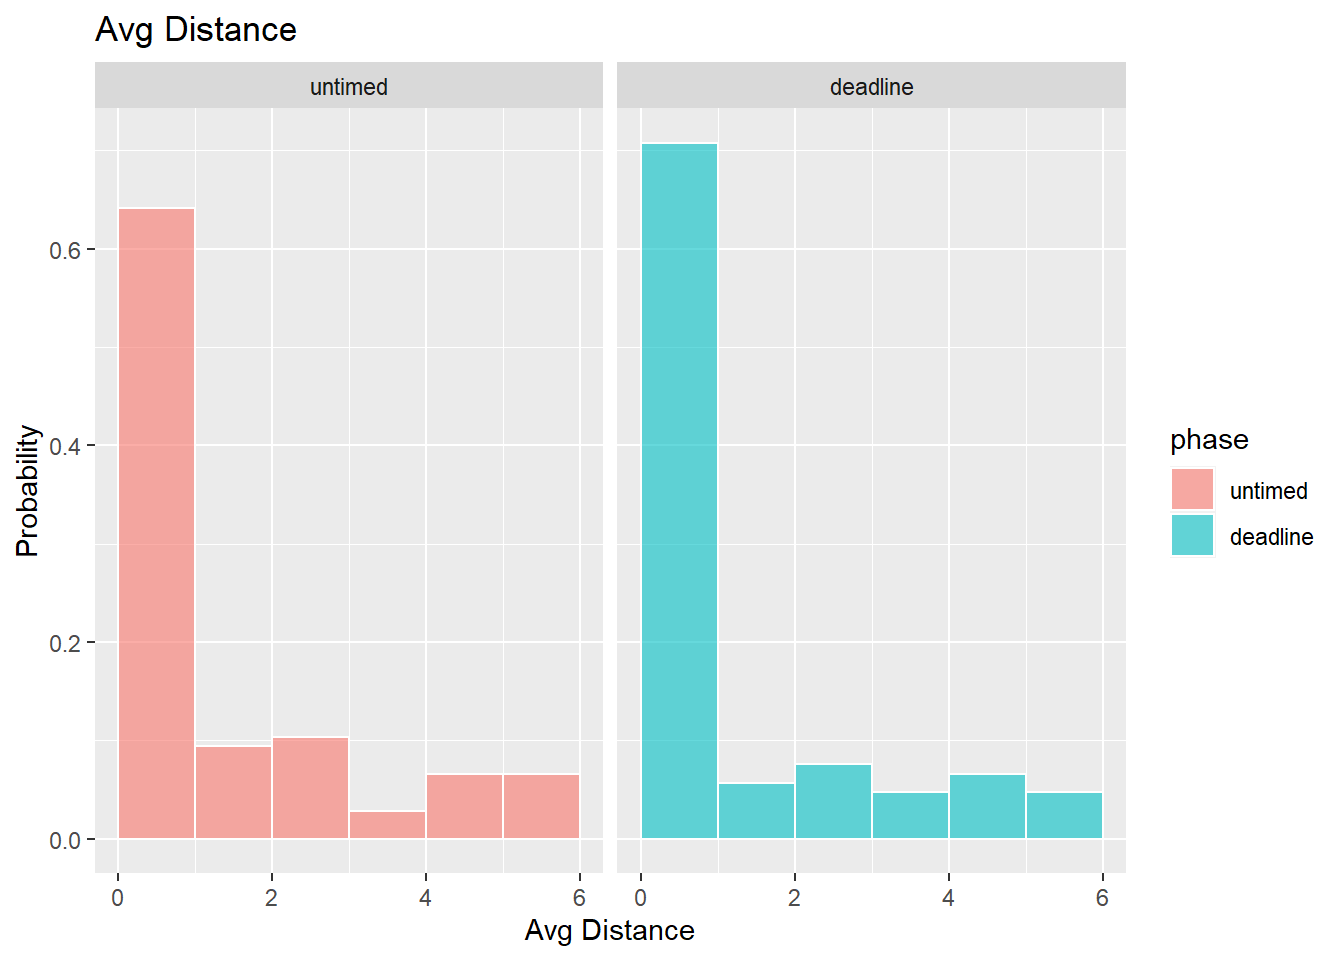 Avg Distance
untimed
deadline
0.6
0.4
0.2
0.0
Probability
0 2 4 6
0 2 4 6
Avg Distance
phase
untimed
deadline